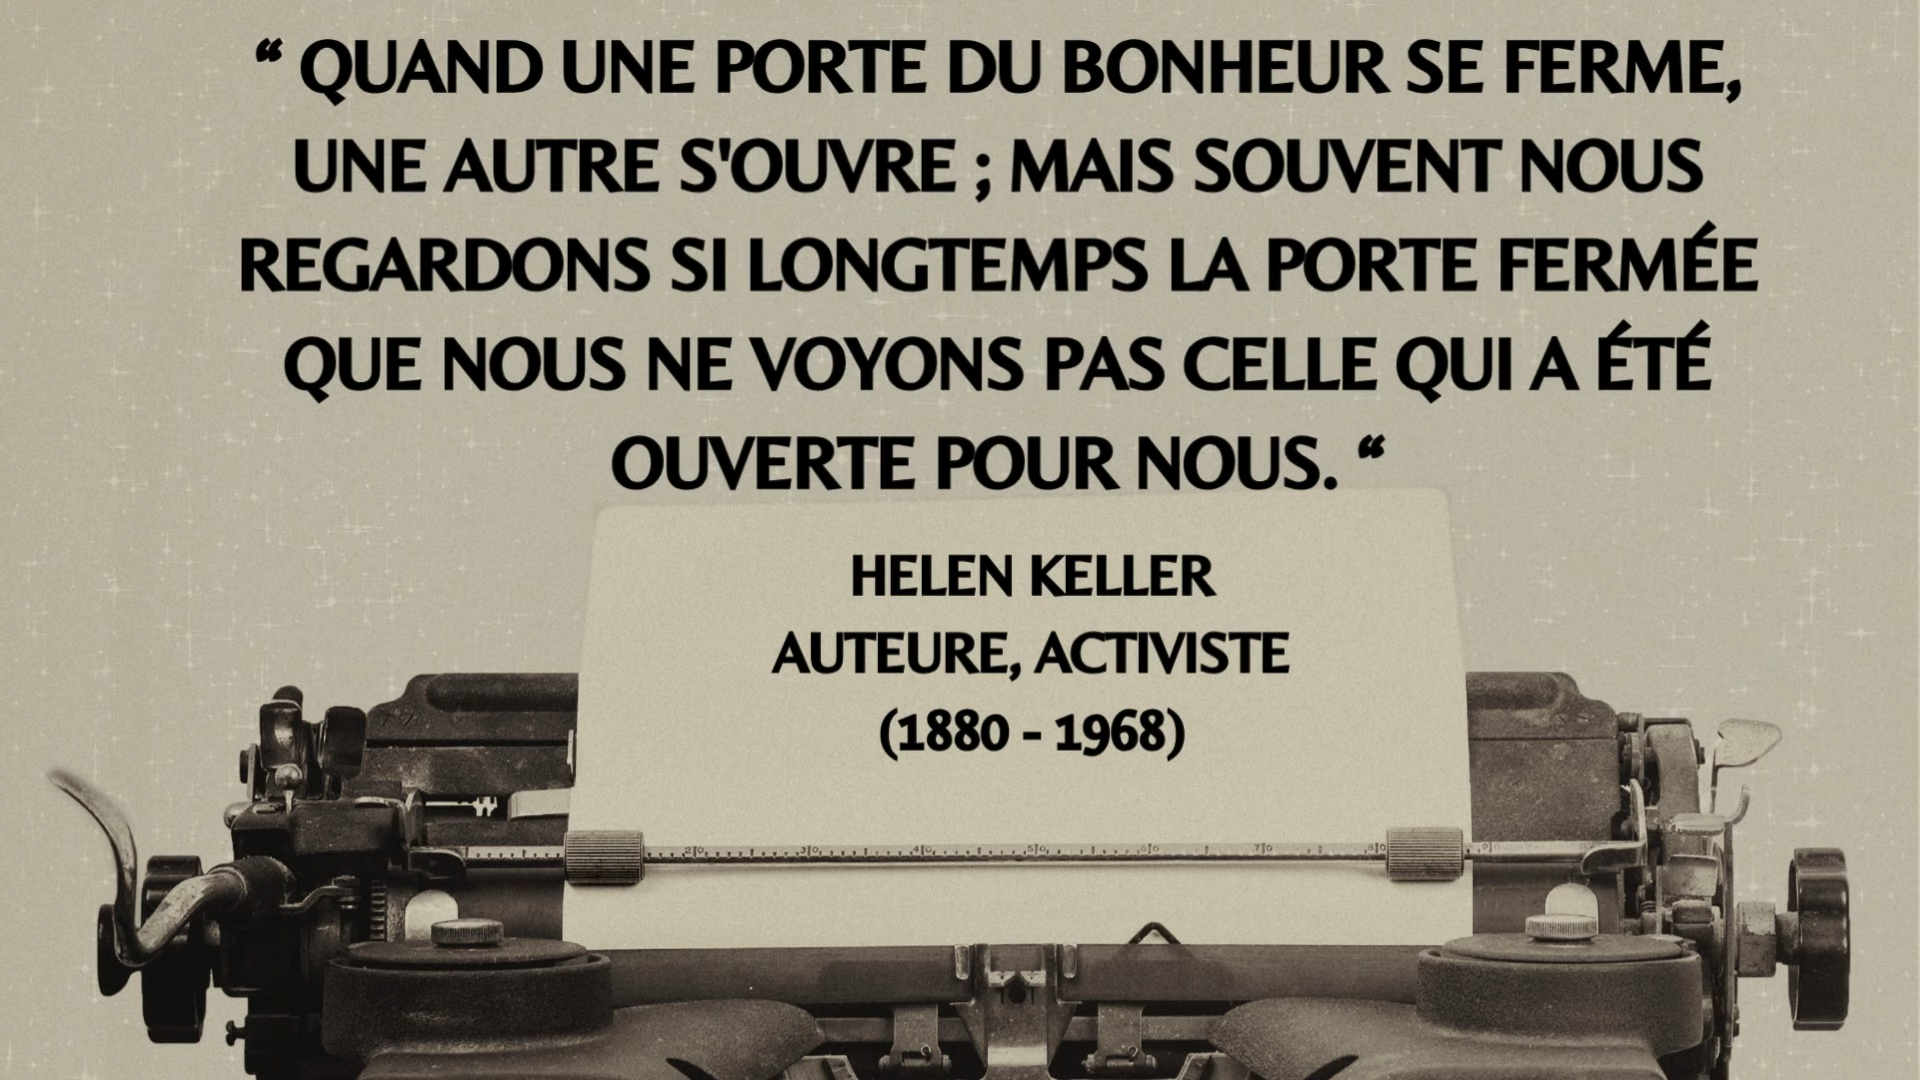 “ QUAND UNE PORTE DU BONHEUR SE FERME,
UNE AUTRE S'OUVRE ; MAIS SOUVENT NOUS
REGARDONS SI LONGTEMPS LA PORTE FERMÉE
QUE NOUS NE VOYONS PAS CELLE QUI A ÉTÉ
OUVERTE POUR NOUS. “
HELEN KELLER
AUTEURE, ACTIVISTE
(1880 - 1968)